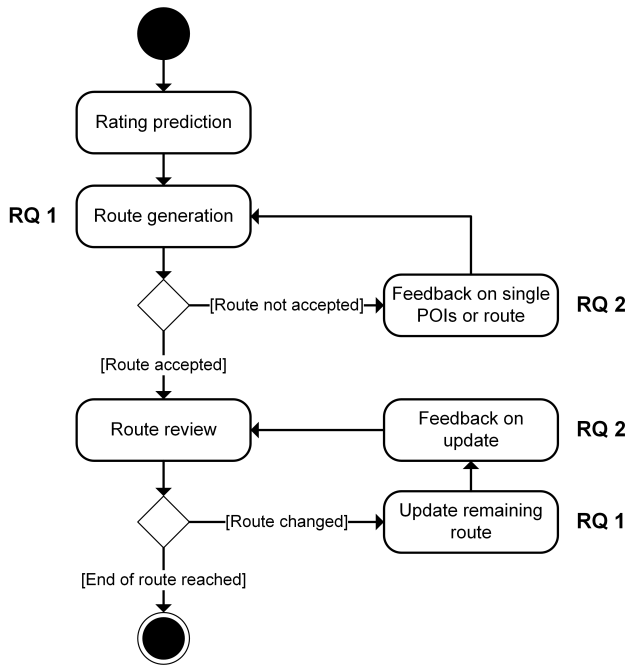 Rating prediction
RQ 1
Route generation
[Route not accepted]
Feedback on single
POIs or route
RQ 2
[Route accepted]
Route review
Feedback on
update
RQ 2
[Route changed]
Update remaining
route
RQ 1
[End of route reached]